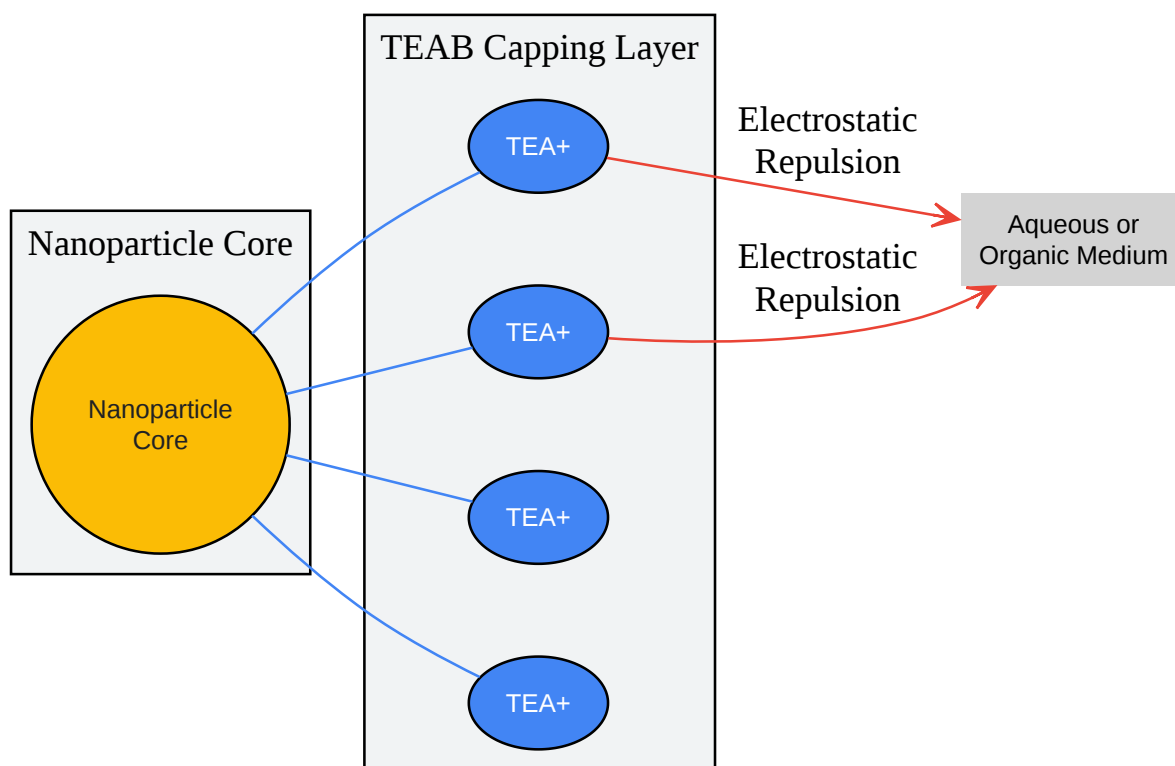 TEAB Capping Layer
TEA+
Electrostatic
Repulsion
Nanoparticle Core
Aqueous or
Organic Medium
Electrostatic
Repulsion
TEA+
Nanoparticle
Core
TEA+
TEA+